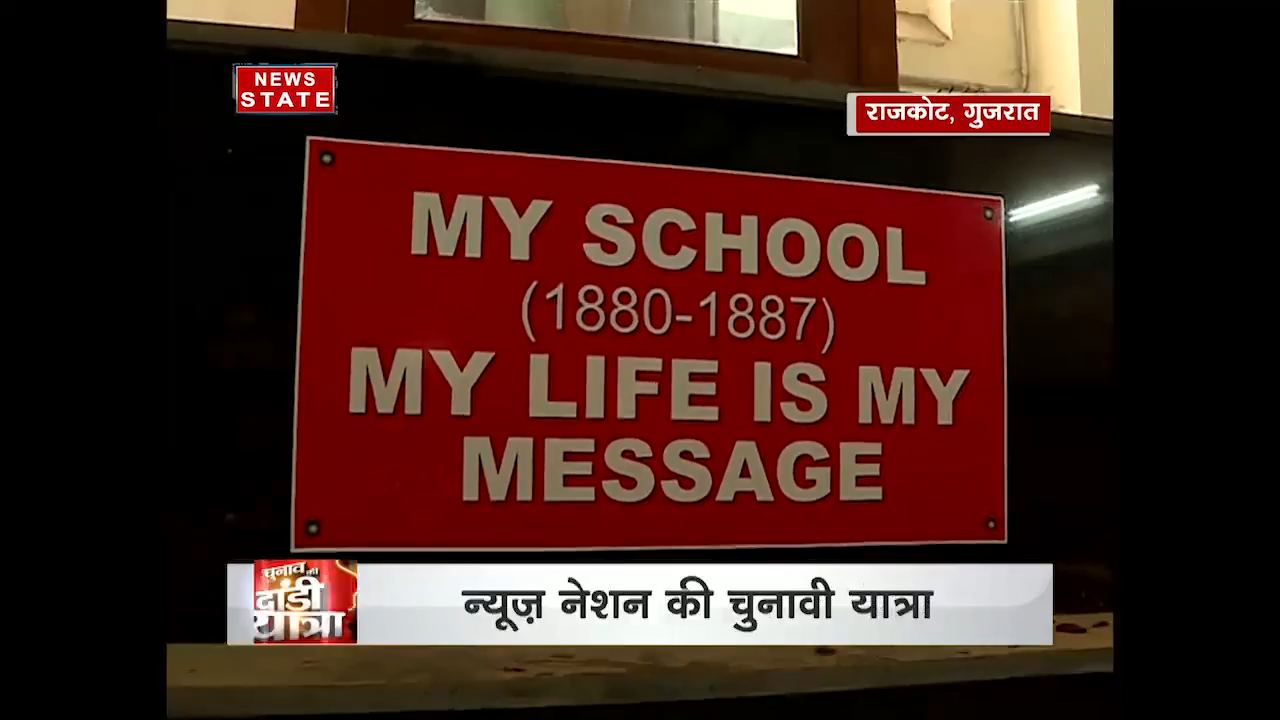 NEWS
STATE
राजकोट, गुजरात
MY SCHOOL
(1880-1887)
MY LIFE IS MY
MESSAGE
चुनाव की
दांडी
यात्रा
न्यूज़ नेशन की चुनावी यात्रा